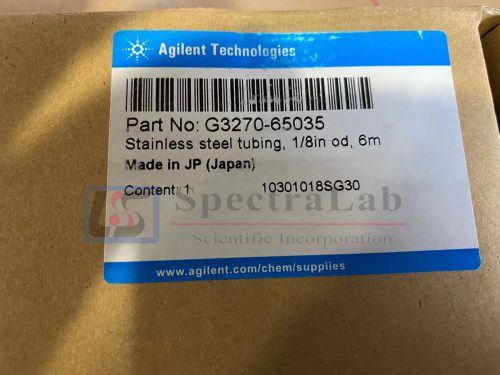 Agilent Technologies
Part No: G3270-65035
Stainless steel tubing, 1/8in od, 6m
Made in JP (Japan)
Content: 1 10301018SG30
SpectraLab
Scientific Incorporation
www.agilent.com/chem/supplies